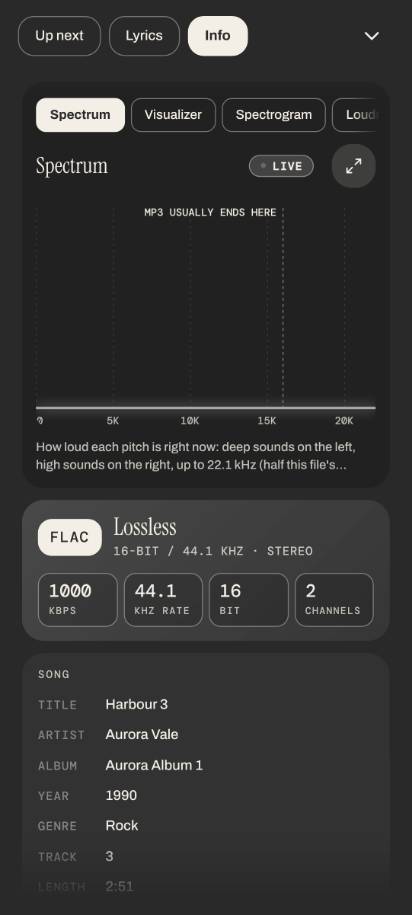 Up next
Lyrics
Info
Spectrum
Visualizer
Spectrogram
Spectrum
LIVE
MP3 USUALLY ENDS HERE
0 5K 10K 15K 20K
How loud each pitch is right now: deep sounds on the left,
high sounds on the right, up to 22.1 kHz (half this file's…
FLAC
Lossless
16-BIT / 44.1 KHZ · STEREO
1000 44.1 16 2
KBPS KHZ RATE BIT CHANNELS
SONG
TITLE Harbour 3
ARTIST Aurora Vale
ALBUM Aurora Album 1
YEAR 1990
GENRE Rock
TRACK 3
LENGTH 2:51